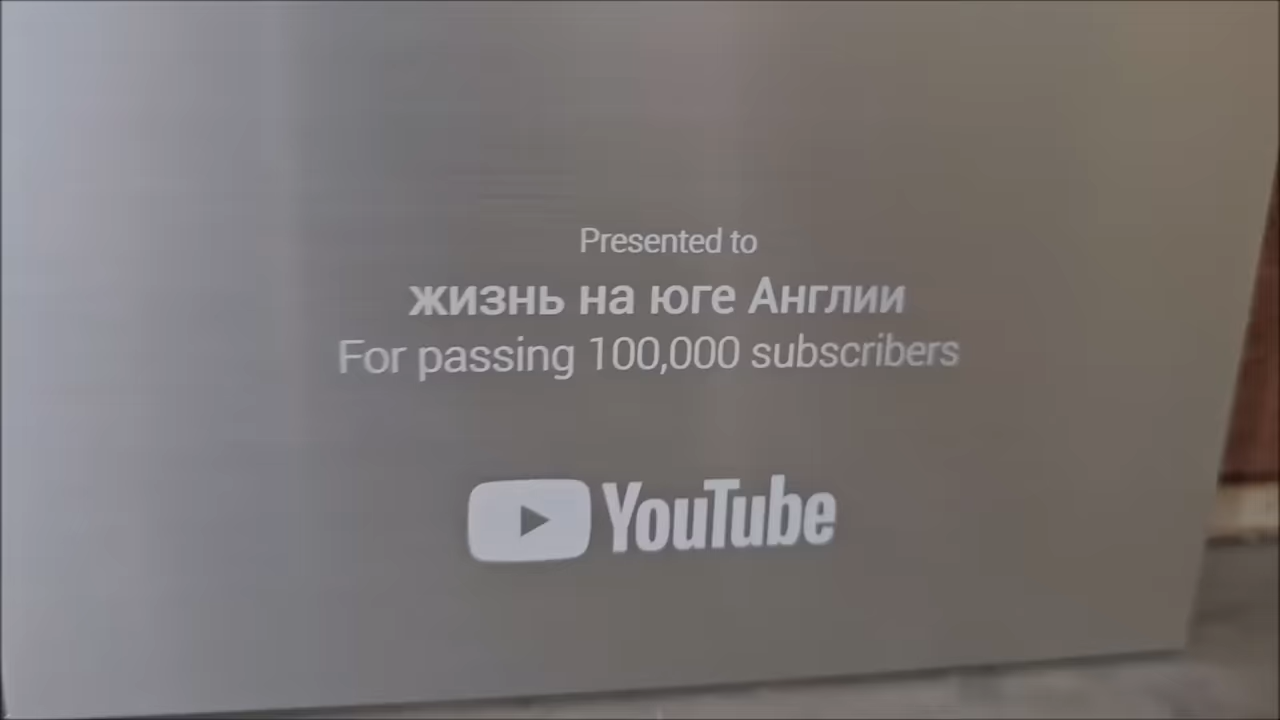 Presented to
жизнь на юге Англии
For passing 100,000 subscribers
YouTube